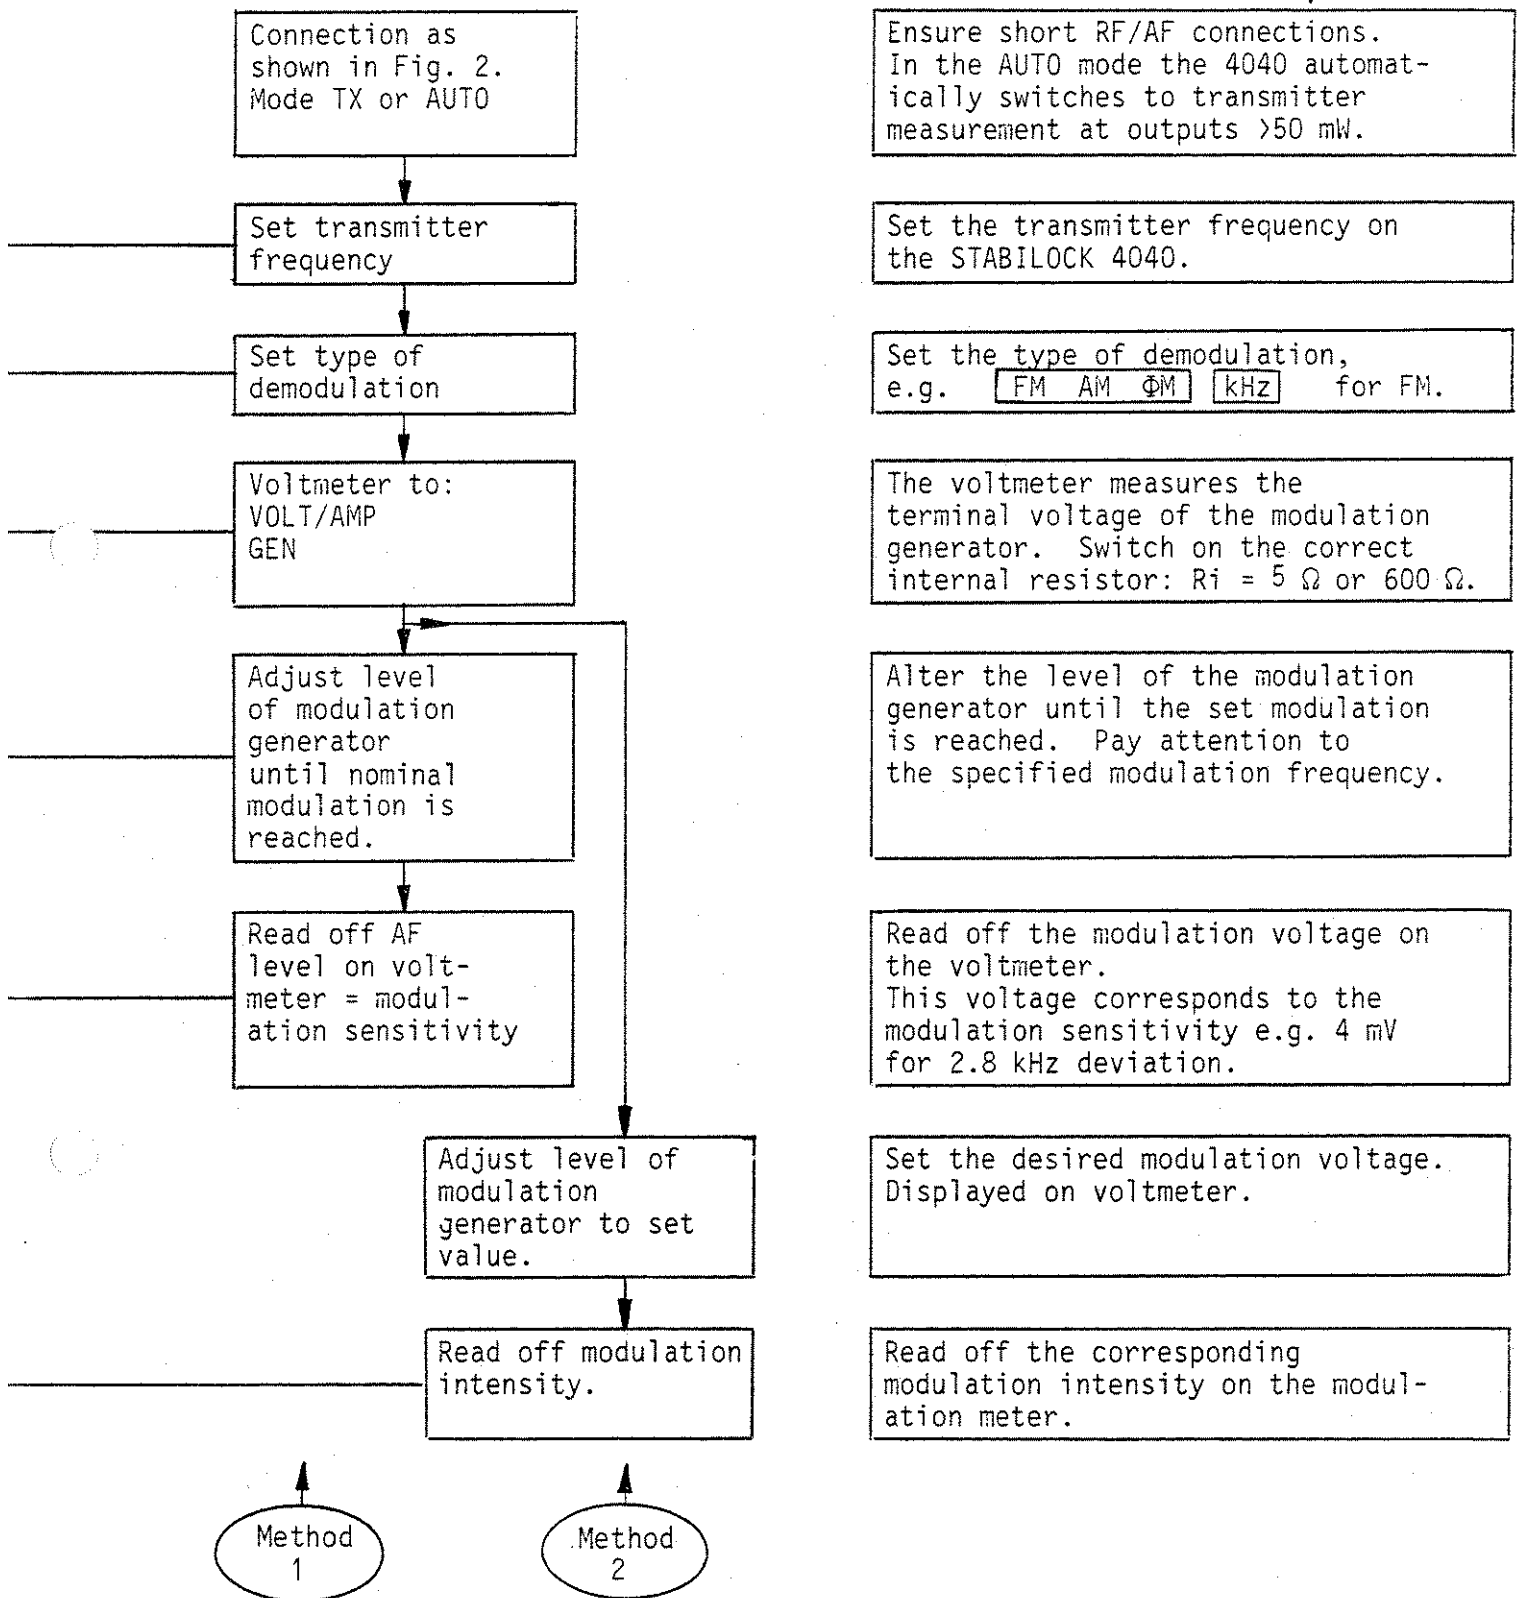 Connection as
shown in Fig. 2.
Mode TX or AUTO
Ensure short RF/AF connections.
In the AUTO mode the 4040 automat-
ically switches to transmitter
measurement at outputs >50 mW.
Set transmitter
frequency
Set the transmitter frequency on
the STABILOCK 4040.
Set type of
demodulation
Set the type of demodulation,
e.g. FM AM ΦM kHz for FM.
Voltmeter to:
VOLT/AMP
GEN
The voltmeter measures the
terminal voltage of the modulation
generator. Switch on the correct
internal resistor: Ri = 5 Ω or 600 Ω.
Adjust level
of modulation
generator
until nominal
modulation is
reached.
Alter the level of the modulation
generator until the set modulation
is reached. Pay attention to
the specified modulation frequency.
Read off AF
level on volt-
meter = modul-
ation sensitivity
Read off the modulation voltage on
the voltmeter.
This voltage corresponds to the
modulation sensitivity e.g. 4 mV
for 2.8 kHz deviation.
Adjust level of
modulation
generator to set
value.
Set the desired modulation voltage.
Displayed on voltmeter.
Read off modulation
intensity.
Read off the corresponding
modulation intensity on the modul-
ation meter.
Method
1
Method
2